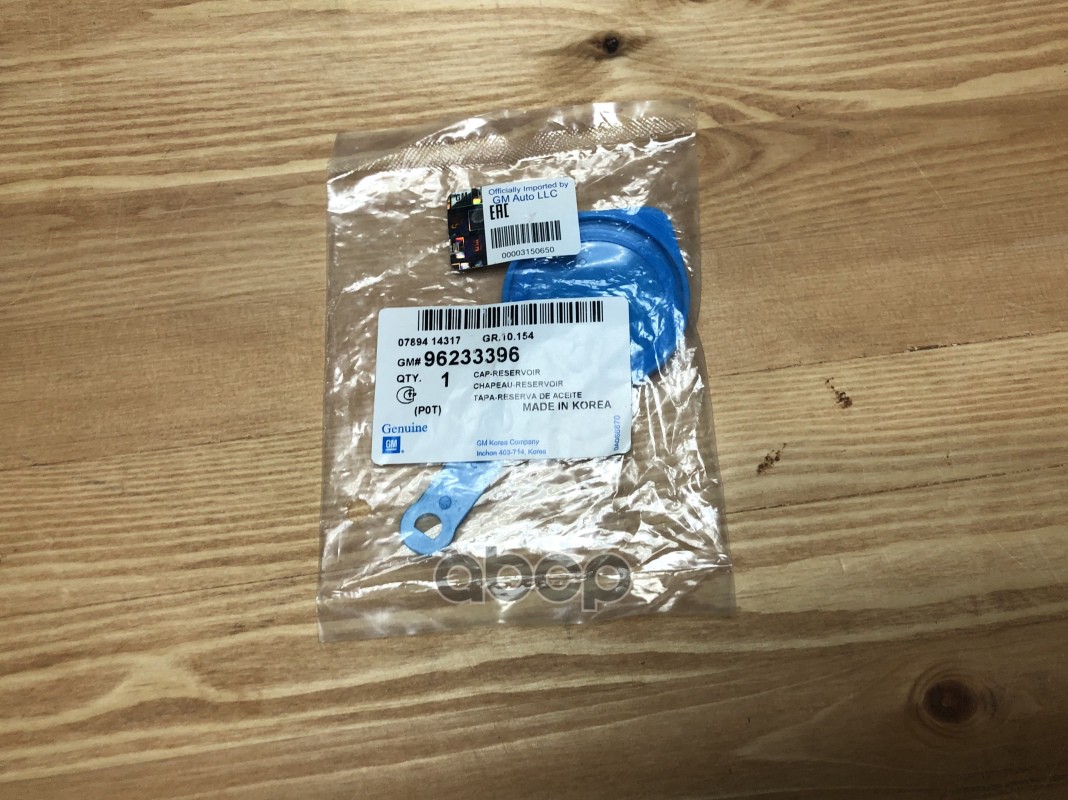 GM
Officially Imported by
GM Auto LLC
EAC
00003150650
07894 14317 GR.10.154
GM# 96233396
QTY. 1
CAP-RESERVOIR
CHAPEAU-RESERVOIR
TAPA-RESERVA DE ACEITE
(P0T) MADE IN KOREA
Genuine
GM
GM Korea Company
Inchon 403-714, Korea
abcp